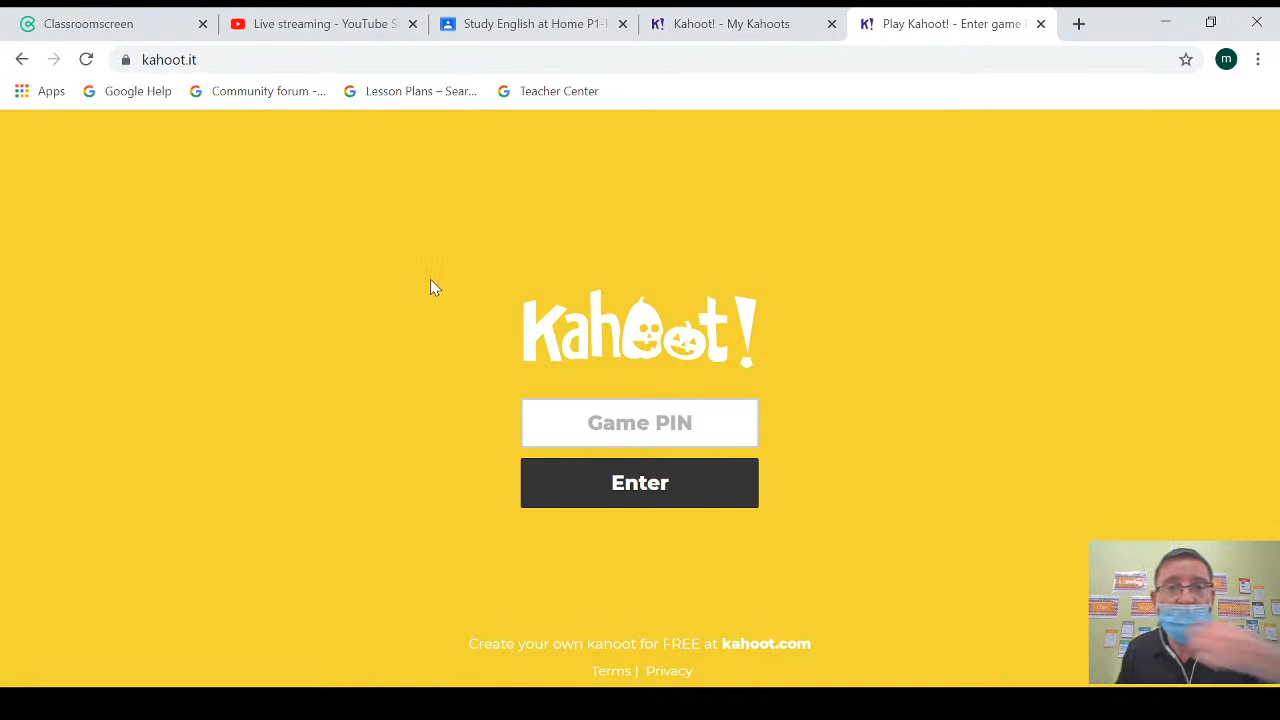 Classroomscreen
Live streaming - YouTube S
Study English at Home P1-
Kahoot! - My Kahoots
Play Kahoot! - Enter game
kahoot.it
m
Apps
Google Help
Community forum -...
Lesson Plans – Sear...
Teacher Center
Kahoot!
Game PIN
Enter
Create your own kahoot for FREE at kahoot.com
Terms | Privacy